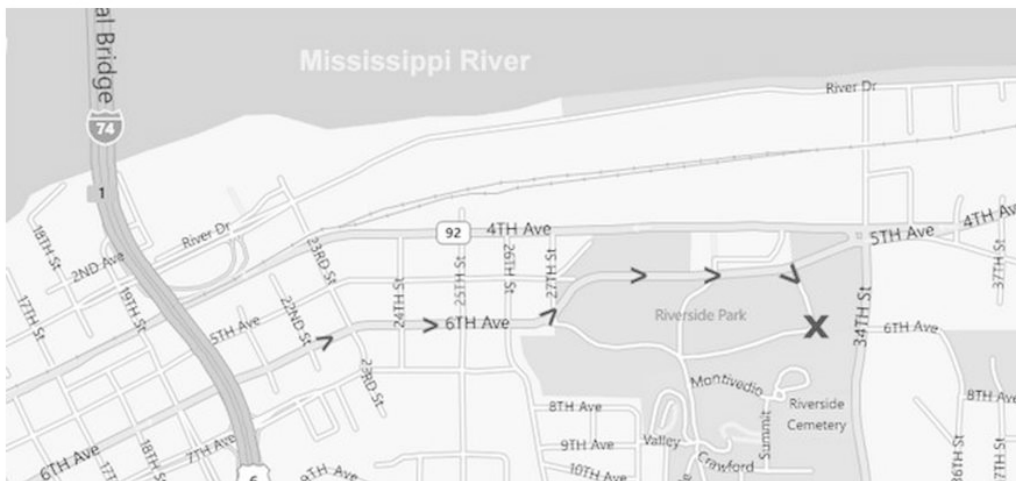 al Bridge
Mississippi River
74
River Dr
1
18TH St
River Dr
92
4TH Ave
4TH Ave
5TH Ave
2ND Ave
23RD St
26TH St
27TH St
25TH St
24TH St
37TH St
17TH St
19TH St
22ND St
5TH Ave
6TH Ave
Riverside Park
X
34TH St
6TH Ave
23RD St
Montivedio
Riverside
Cemetery
8TH Ave
8TH Ave
Summit
7TH Ave
9TH Ave
Valley
Crawford
6TH Ave
18TH St
10TH Ave
36TH St